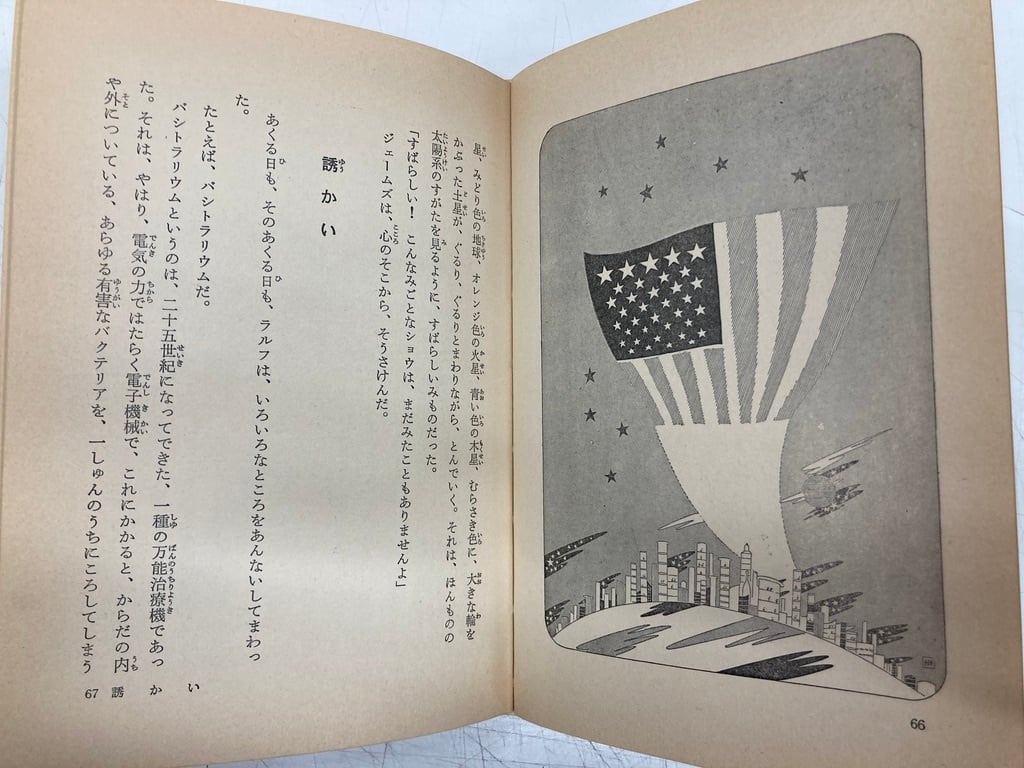 66
星、みどり色の地球、オレンジ色の火星、青い色の木星、むらさき色に、大きな輪を
かぶった土星が、ぐるり、ぐるりとまわりながら、とんでいく。それは、ほんものの
太陽系のすがたを見るように、すばらしいみものだった。
「すばらしい！　こんなみごとなショウは、まだみたこともありませんよ」
ジェームズは、心のそこから、そうさけんだ。
誘かい
あくる日も、そのあくる日も、ラルフは、いろいろなところをあんないしてまわっ
た。
たとえば、バシトラリウムだ。
バシトラリウムというのは、二十五世紀になってできた、一種の万能治療機であっ
た。それは、やはり、電気の力ではたらく電子機械で、これにかかると、からだの内
や外についている、あらゆる有害なバクテリアを、一しゅんのうちにころしてしまう
67 誘かい